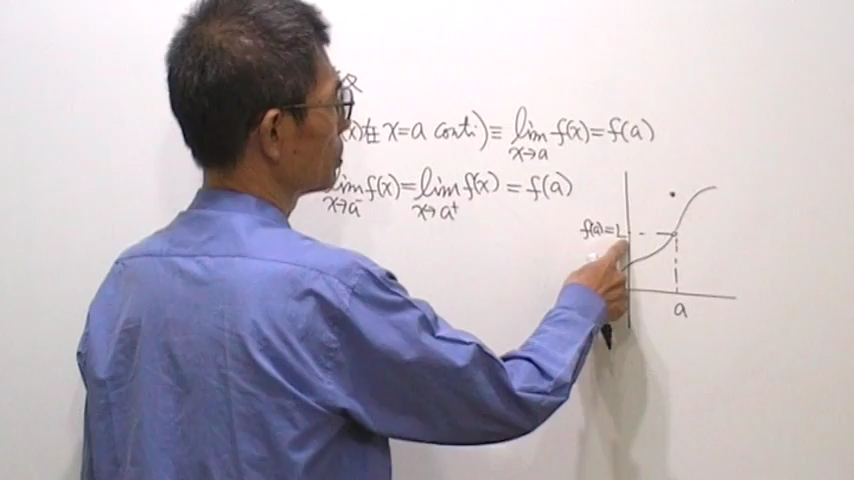 (x)在 x=a conti) ≡ lim f(x) = f(a)
x→a
lim f(x) = lim f(x) = f(a)
x→a⁻ x→a⁺
f(a)=L
a